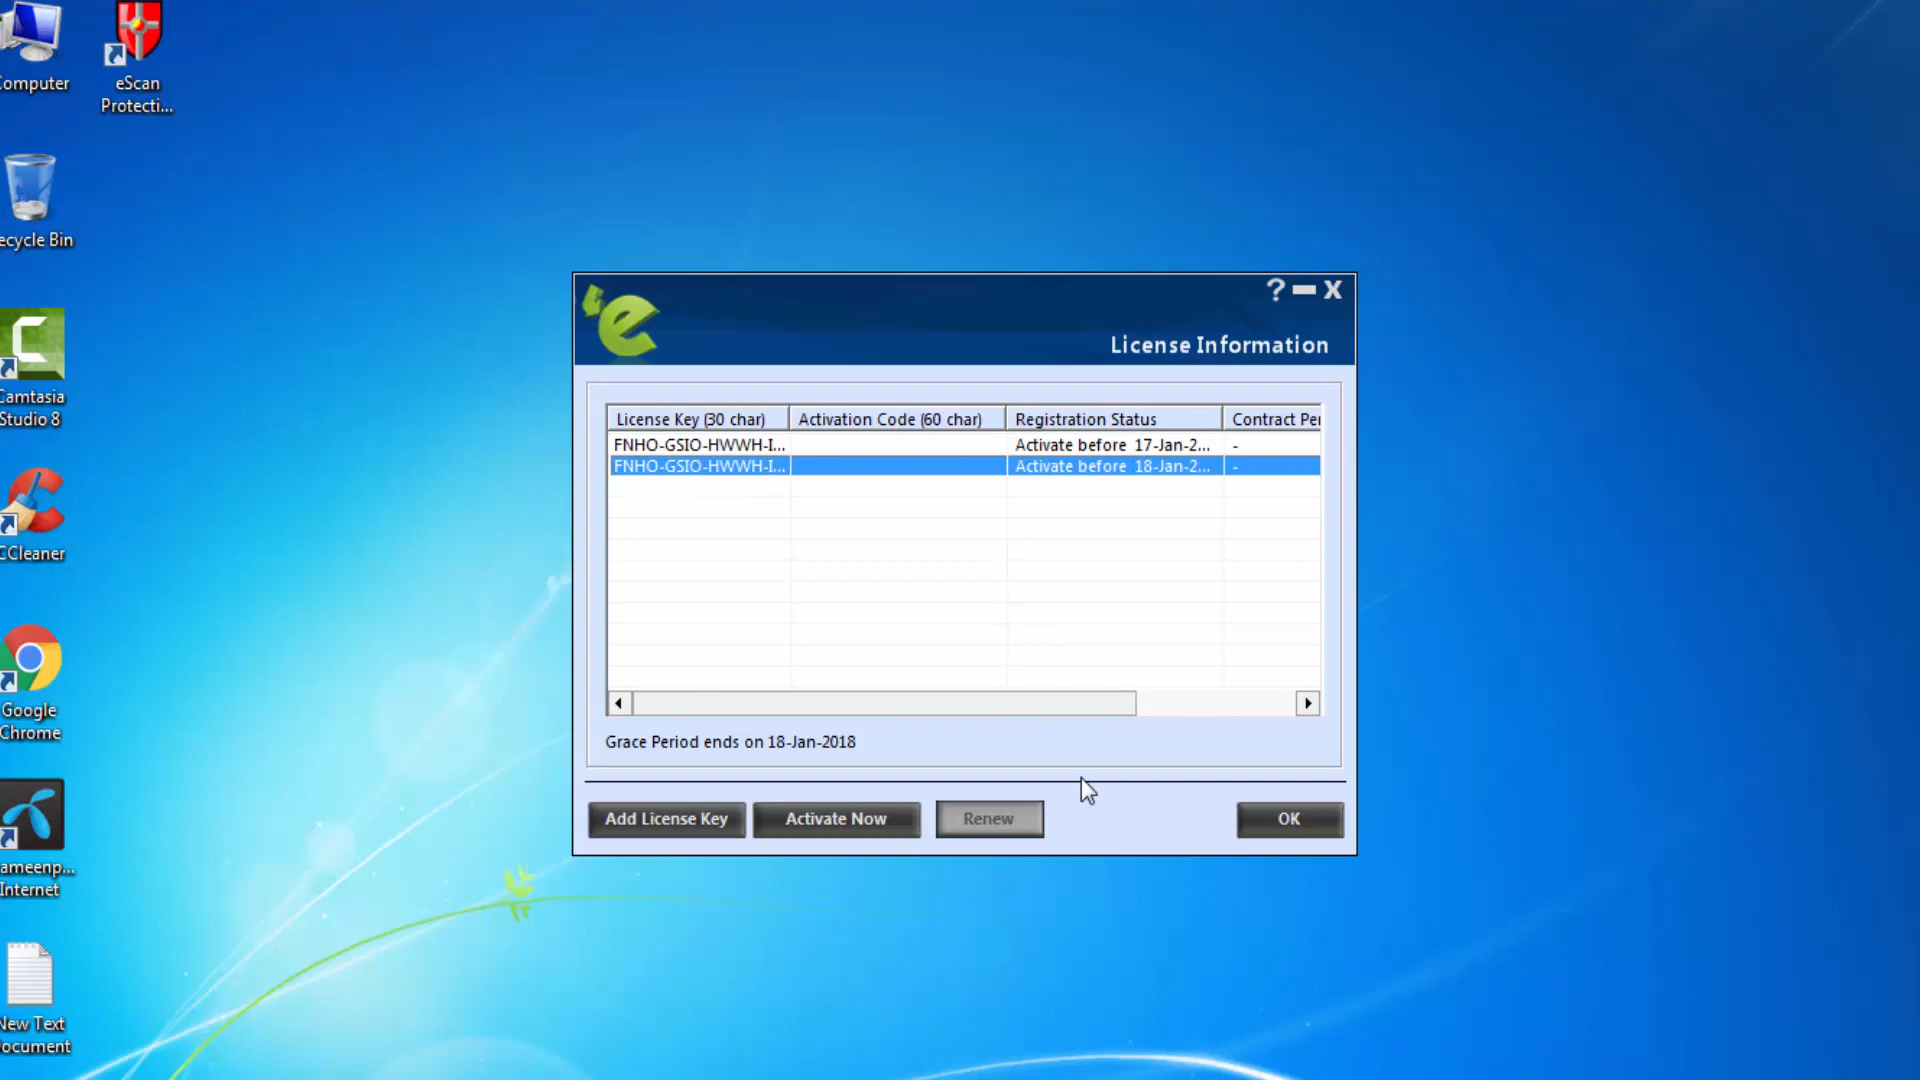 Computer
eScan
Protecti...
ecycle Bin
Camtasia
Studio 8
CCleaner
Google
Chrome
ameenp...
Internet
New Text
ocument
? X
License Information
License Key (30 char) Activation Code (60 char) Registration Status Contract Per
FNHO-GSIO-HWWH-I... Activate before 17-Jan-2... -
FNHO-GSIO-HWWH-I... Activate before 18-Jan-2... -
Grace Period ends on 18-Jan-2018
Add License Key Activate Now Renew OK